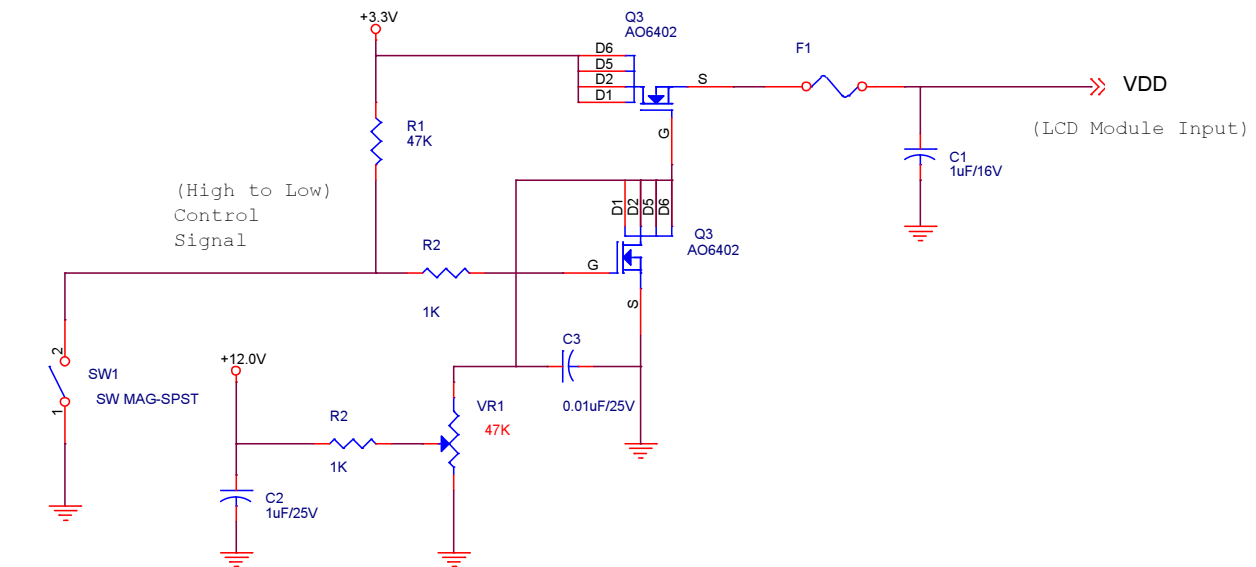 +3.3V
Q3
AO6402
D6
D5
D2
D1
S
G
F1
VDD
(LCD Module Input)
R1
47K
C1
1uF/16V
(High to Low)
Control
Signal
D1
D2
D5
D6
Q3
AO6402
R2
G
1K
S
2
SW1
SW MAG-SPST
1
+12.0V
C3
0.01uF/25V
R2
1K
VR1
47K
C2
1uF/25V